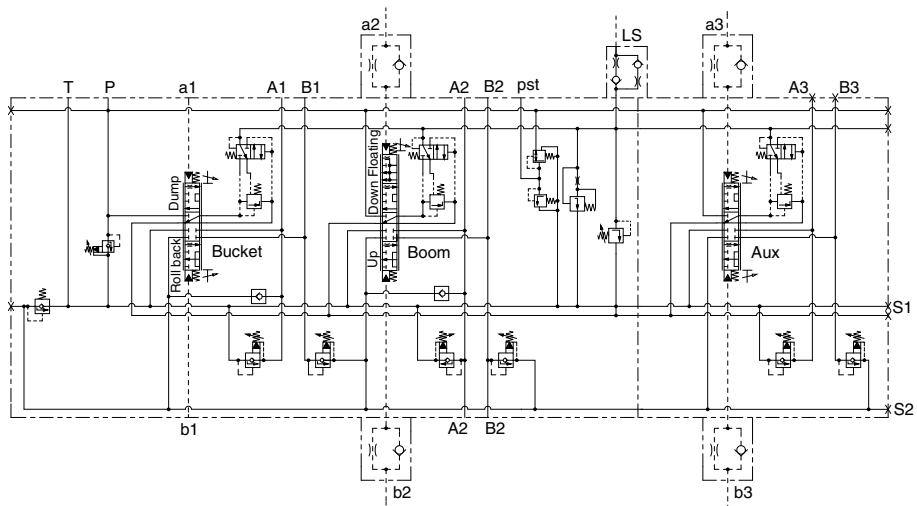 a2
LS
a3
T P a1 A1 B1 A2 B2 pst A3 B3
Dump
Roll back
Bucket
Down Floating
Up
Boom
Aux
S1
S2
b1 A2 B2
b2
b3